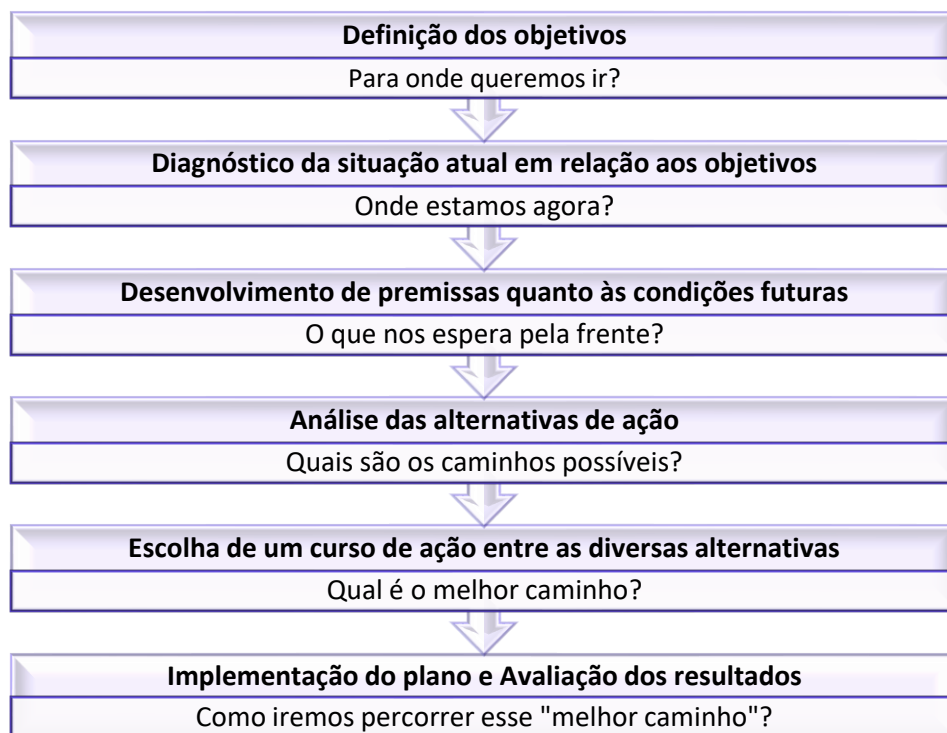 Definição dos objetivos
Para onde queremos ir?
Diagnóstico da situação atual em relação aos objetivos
Onde estamos agora?
Desenvolvimento de premissas quanto às condições futuras
O que nos espera pela frente?
Análise das alternativas de ação
Quais são os caminhos possíveis?
Escolha de um curso de ação entre as diversas alternativas
Qual é o melhor caminho?
Implementação do plano e Avaliação dos resultados
Como iremos percorrer esse "melhor caminho"?